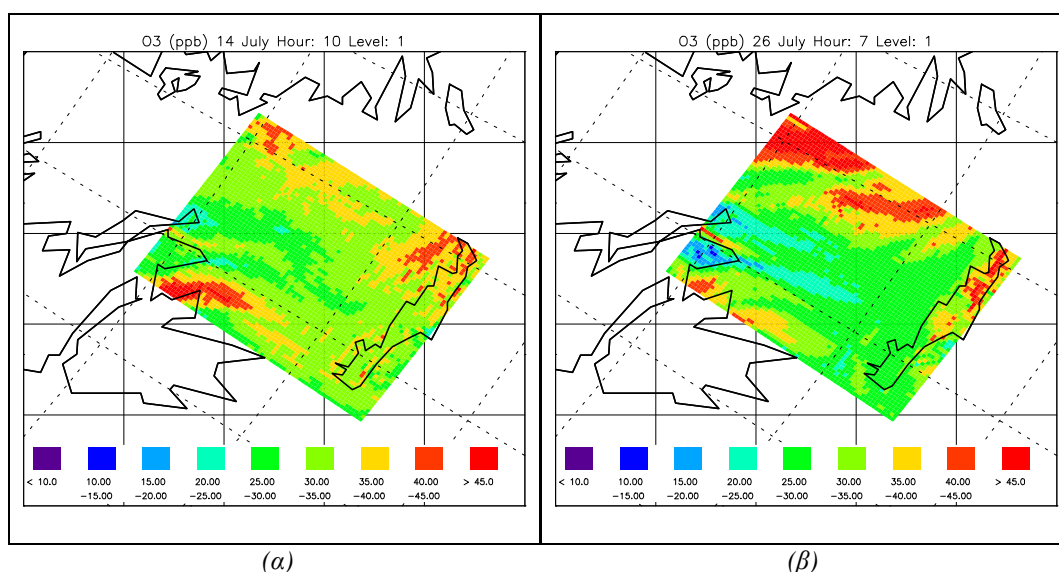 O3 (ppb) 14 July Hour: 10 Level: 1
< 10.0 10.00 15.00 20.00 25.00 30.00 35.00 40.00 > 45.0
-15.00 -20.00 -25.00 -30.00 -35.00 -40.00 -45.00
(α)
O3 (ppb) 26 July Hour: 7 Level: 1
< 10.0 10.00 15.00 20.00 25.00 30.00 35.00 40.00 > 45.0
-15.00 -20.00 -25.00 -30.00 -35.00 -40.00 -45.00
(β)